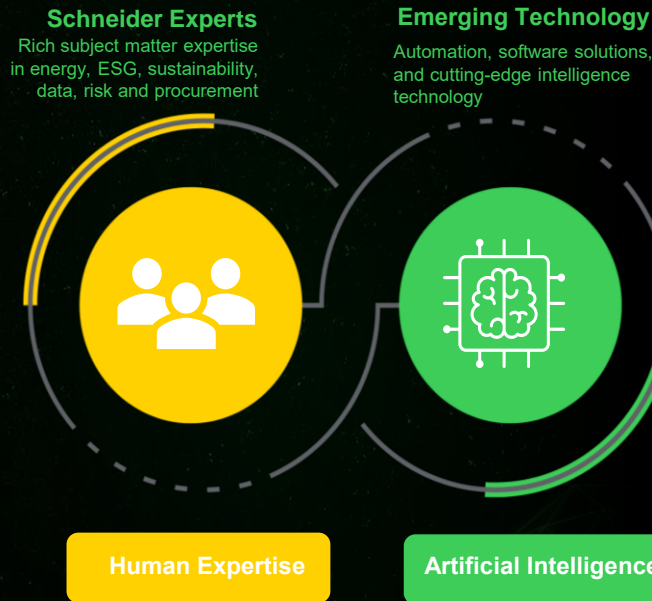 Schneider Experts
Rich subject matter expertise
in energy, ESG, sustainability,
data, risk and procurement
Emerging Technology
Automation, software solutions,
and cutting-edge intelligence
technology
Human Expertise
Artificial Intelligence